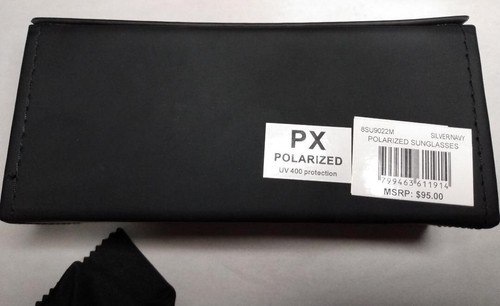 PX
POLARIZED
UV 400 protection
8SU9022M SILVER/NAVY
POLARIZED SUNGLASSES
799463 611914
MSRP: $95.00